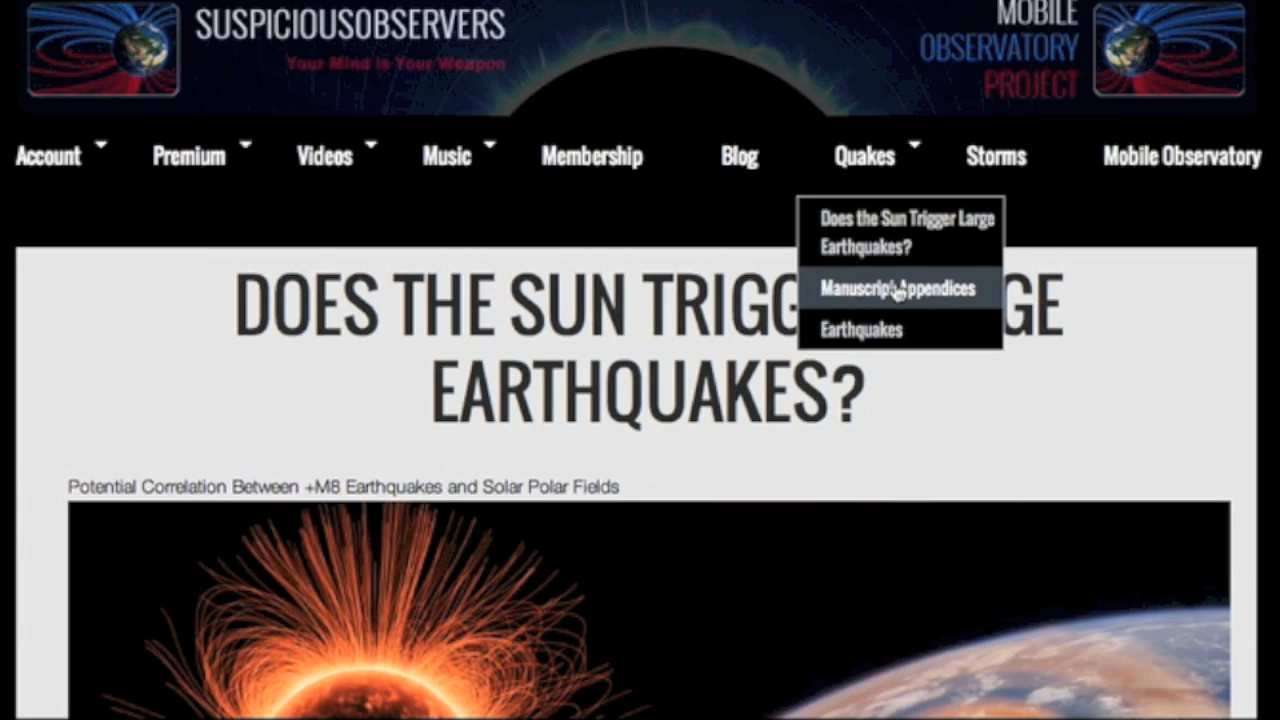 SUSPICIOUSOBSERVERS
Your Mind Is Your Weapon
MOBILE
OBSERVATORY
PROJECT
Account Premium Videos Music Membership Blog Quakes Storms Mobile Observatory
Does the Sun Trigger Large
Earthquakes?
Manuscript Appendices
Earthquakes
DOES THE SUN TRIGG GE
EARTHQUAKES?
Potential Correlation Between +M8 Earthquakes and Solar Polar Fields